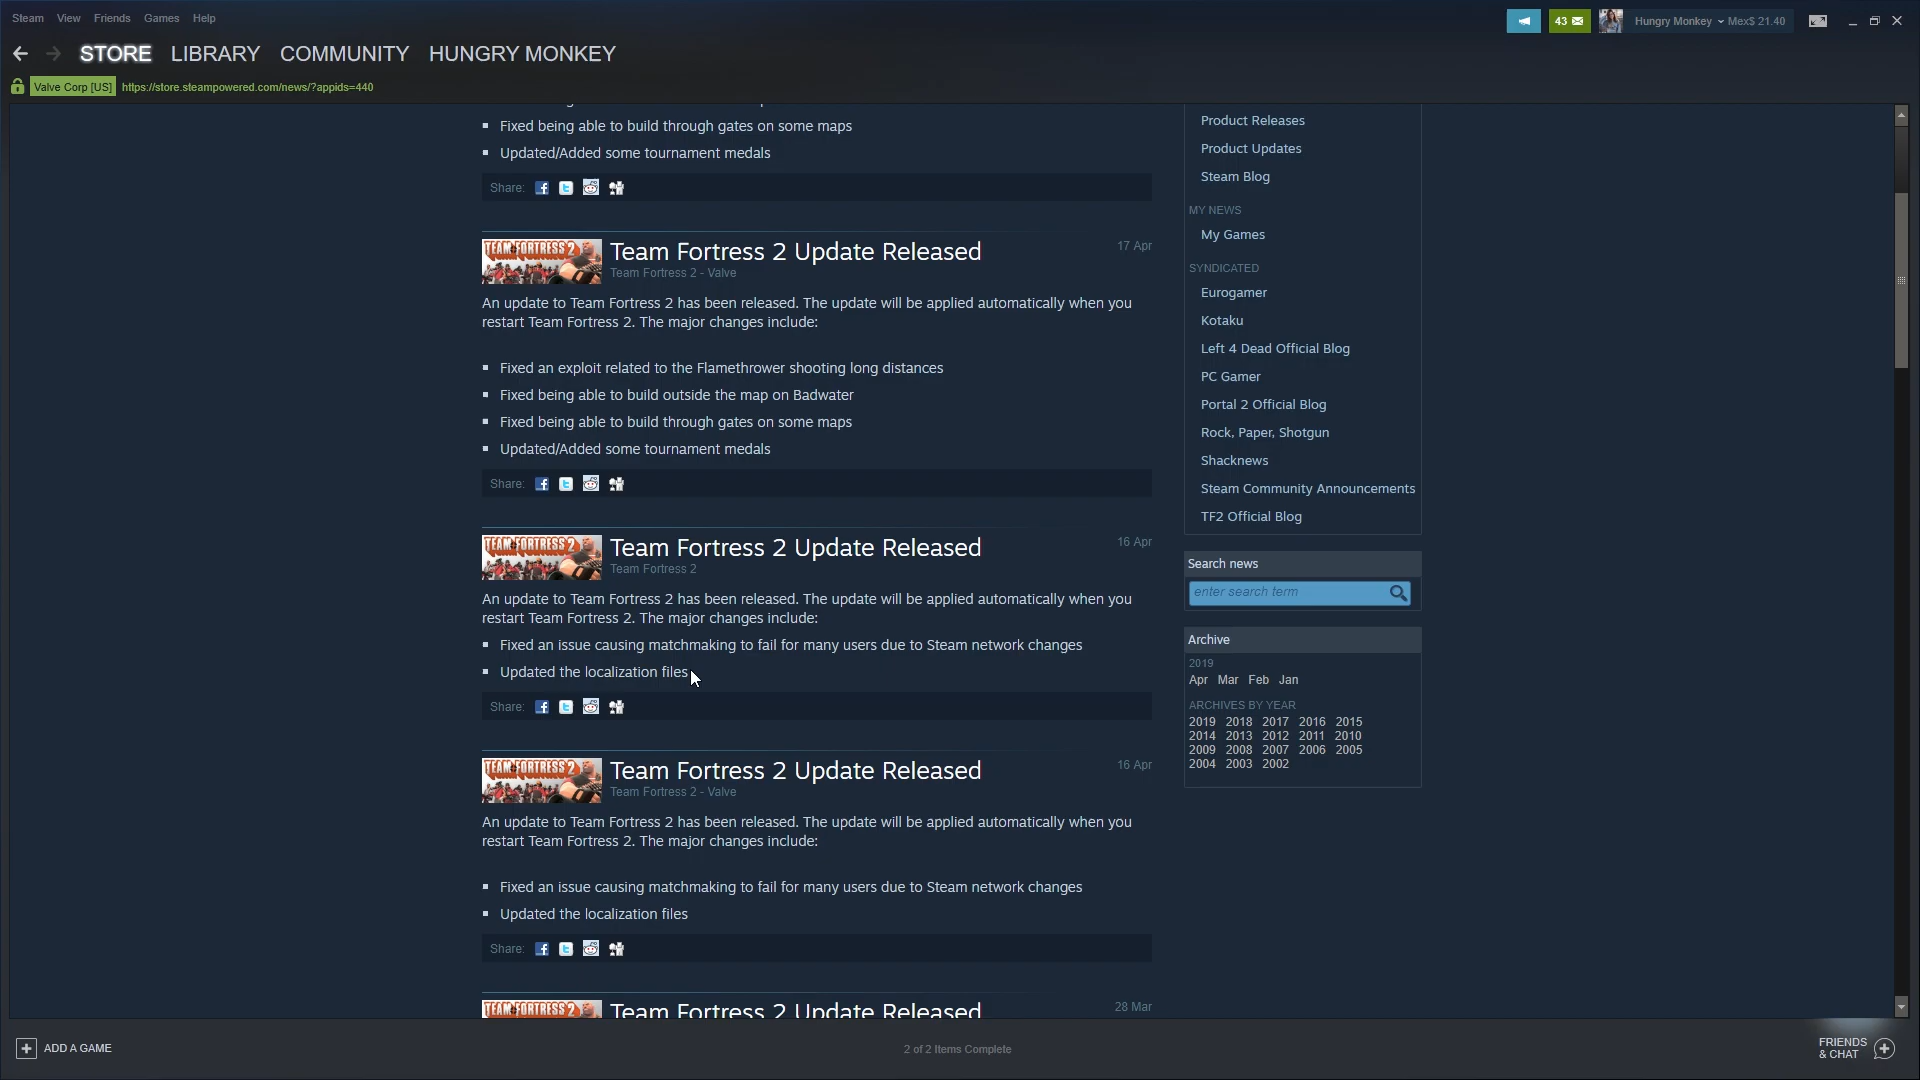 Steam View Friends Games Help
43
Hungry Monkey Mex$ 21.40
STORE LIBRARY COMMUNITY HUNGRY MONKEY
Valve Corp [US] https://store.steampowered.com/news/?appids=440
Fixed being able to build through gates on some maps
Updated/Added some tournament medals
Share:
TEAM FORTRESS 2
Team Fortress 2 Update Released
17 Apr
Team Fortress 2 - Valve
An update to Team Fortress 2 has been released. The update will be applied automatically when you
restart Team Fortress 2. The major changes include:
Fixed an exploit related to the Flamethrower shooting long distances
Fixed being able to build outside the map on Badwater
Fixed being able to build through gates on some maps
Updated/Added some tournament medals
Share:
TEAM FORTRESS 2
Team Fortress 2 Update Released
16 Apr
Team Fortress 2
An update to Team Fortress 2 has been released. The update will be applied automatically when you
restart Team Fortress 2. The major changes include:
Fixed an issue causing matchmaking to fail for many users due to Steam network changes
Updated the localization files
Share:
TEAM FORTRESS 2
Team Fortress 2 Update Released
16 Apr
Team Fortress 2 - Valve
An update to Team Fortress 2 has been released. The update will be applied automatically when you
restart Team Fortress 2. The major changes include:
Fixed an issue causing matchmaking to fail for many users due to Steam network changes
Updated the localization files
Share:
TEAM FORTRESS 2
Team Fortress 2 Update Released
28 Mar
Product Releases
Product Updates
Steam Blog
MY NEWS
My Games
SYNDICATED
Eurogamer
Kotaku
Left 4 Dead Official Blog
PC Gamer
Portal 2 Official Blog
Rock, Paper, Shotgun
Shacknews
Steam Community Announcements
TF2 Official Blog
Search news
enter search term
Archive
2019
Apr Mar Feb Jan
ARCHIVES BY YEAR
2019 2018 2017 2016 2015
2014 2013 2012 2011 2010
2009 2008 2007 2006 2005
2004 2003 2002
ADD A GAME
2 of 2 Items Complete
FRIENDS
& CHAT